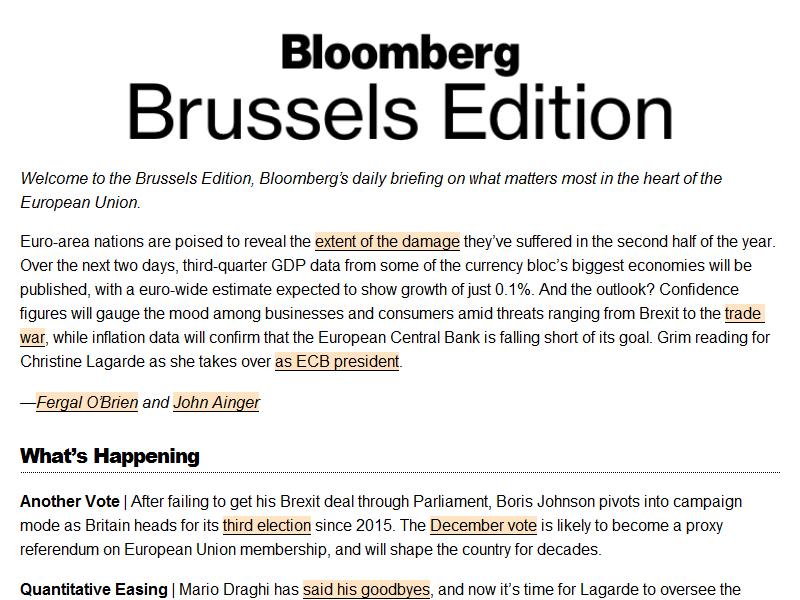 Bloomberg
Brussels Edition
Welcome to the Brussels Edition, Bloomberg's daily briefing on what matters most in the heart of the
European Union.
Euro-area nations are poised to reveal the extent of the damage they've suffered in the second half of the year.
Over the next two days, third-quarter GDP data from some of the currency bloc's biggest economies will be
published, with a euro-wide estimate expected to show growth of just 0.1%. And the outlook? Confidence
figures will gauge the mood among businesses and consumers amid threats ranging from Brexit to the trade
war, while inflation data will confirm that the European Central Bank is falling short of its goal. Grim reading for
Christine Lagarde as she takes over as ECB president.
—Fergal O'Brien and John Ainger
What's Happening
Another Vote | After failing to get his Brexit deal through Parliament, Boris Johnson pivots into campaign
mode as Britain heads for its third election since 2015. The December vote is likely to become a proxy
referendum on European Union membership, and will shape the country for decades.
Quantitative Easing | Mario Draghi has said his goodbyes, and now it's time for Lagarde to oversee the